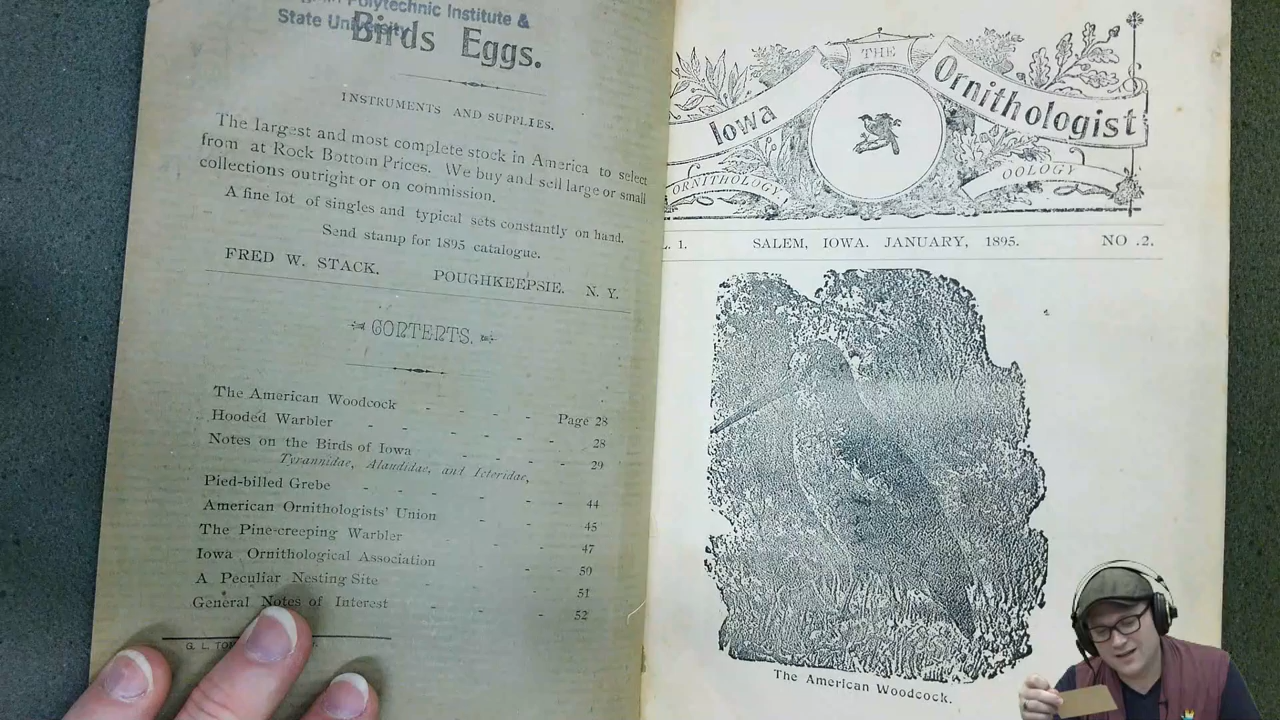 Polytechnic Institute &
State University
Birds Eggs.
INSTRUMENTS AND SUPPLIES.
The largest and most complete stock in America to select
from at Rock Bottom Prices. We buy and sell large or small
collections outright or on commission.
A fine lot of singles and typical sets constantly on hand.
Send stamp for 1895 catalogue.
FRED W. STACK. POUGHKEEPSIE. N. Y.
CONTENTS.
The American Woodcock - - - - Page 28
Hooded Warbler - - - - - - 28
Notes on the Birds of Iowa - - - - - 29
Tyrannidae, Alaudidae, and Icteridae,
Pied-billed Grebe - - - - - - 44
American Ornithologists' Union - - - 45
The Pine-creeping Warbler - - - 47
Iowa Ornithological Association - - - 50
A Peculiar Nesting Site - - - - 51
General Notes of Interest - - - 52
G. L.
THE
Iowa Ornithologist
ORNITHOLOGY OOLOGY
1. SALEM, IOWA. JANUARY, 1895. NO .2.
The American Woodcock.